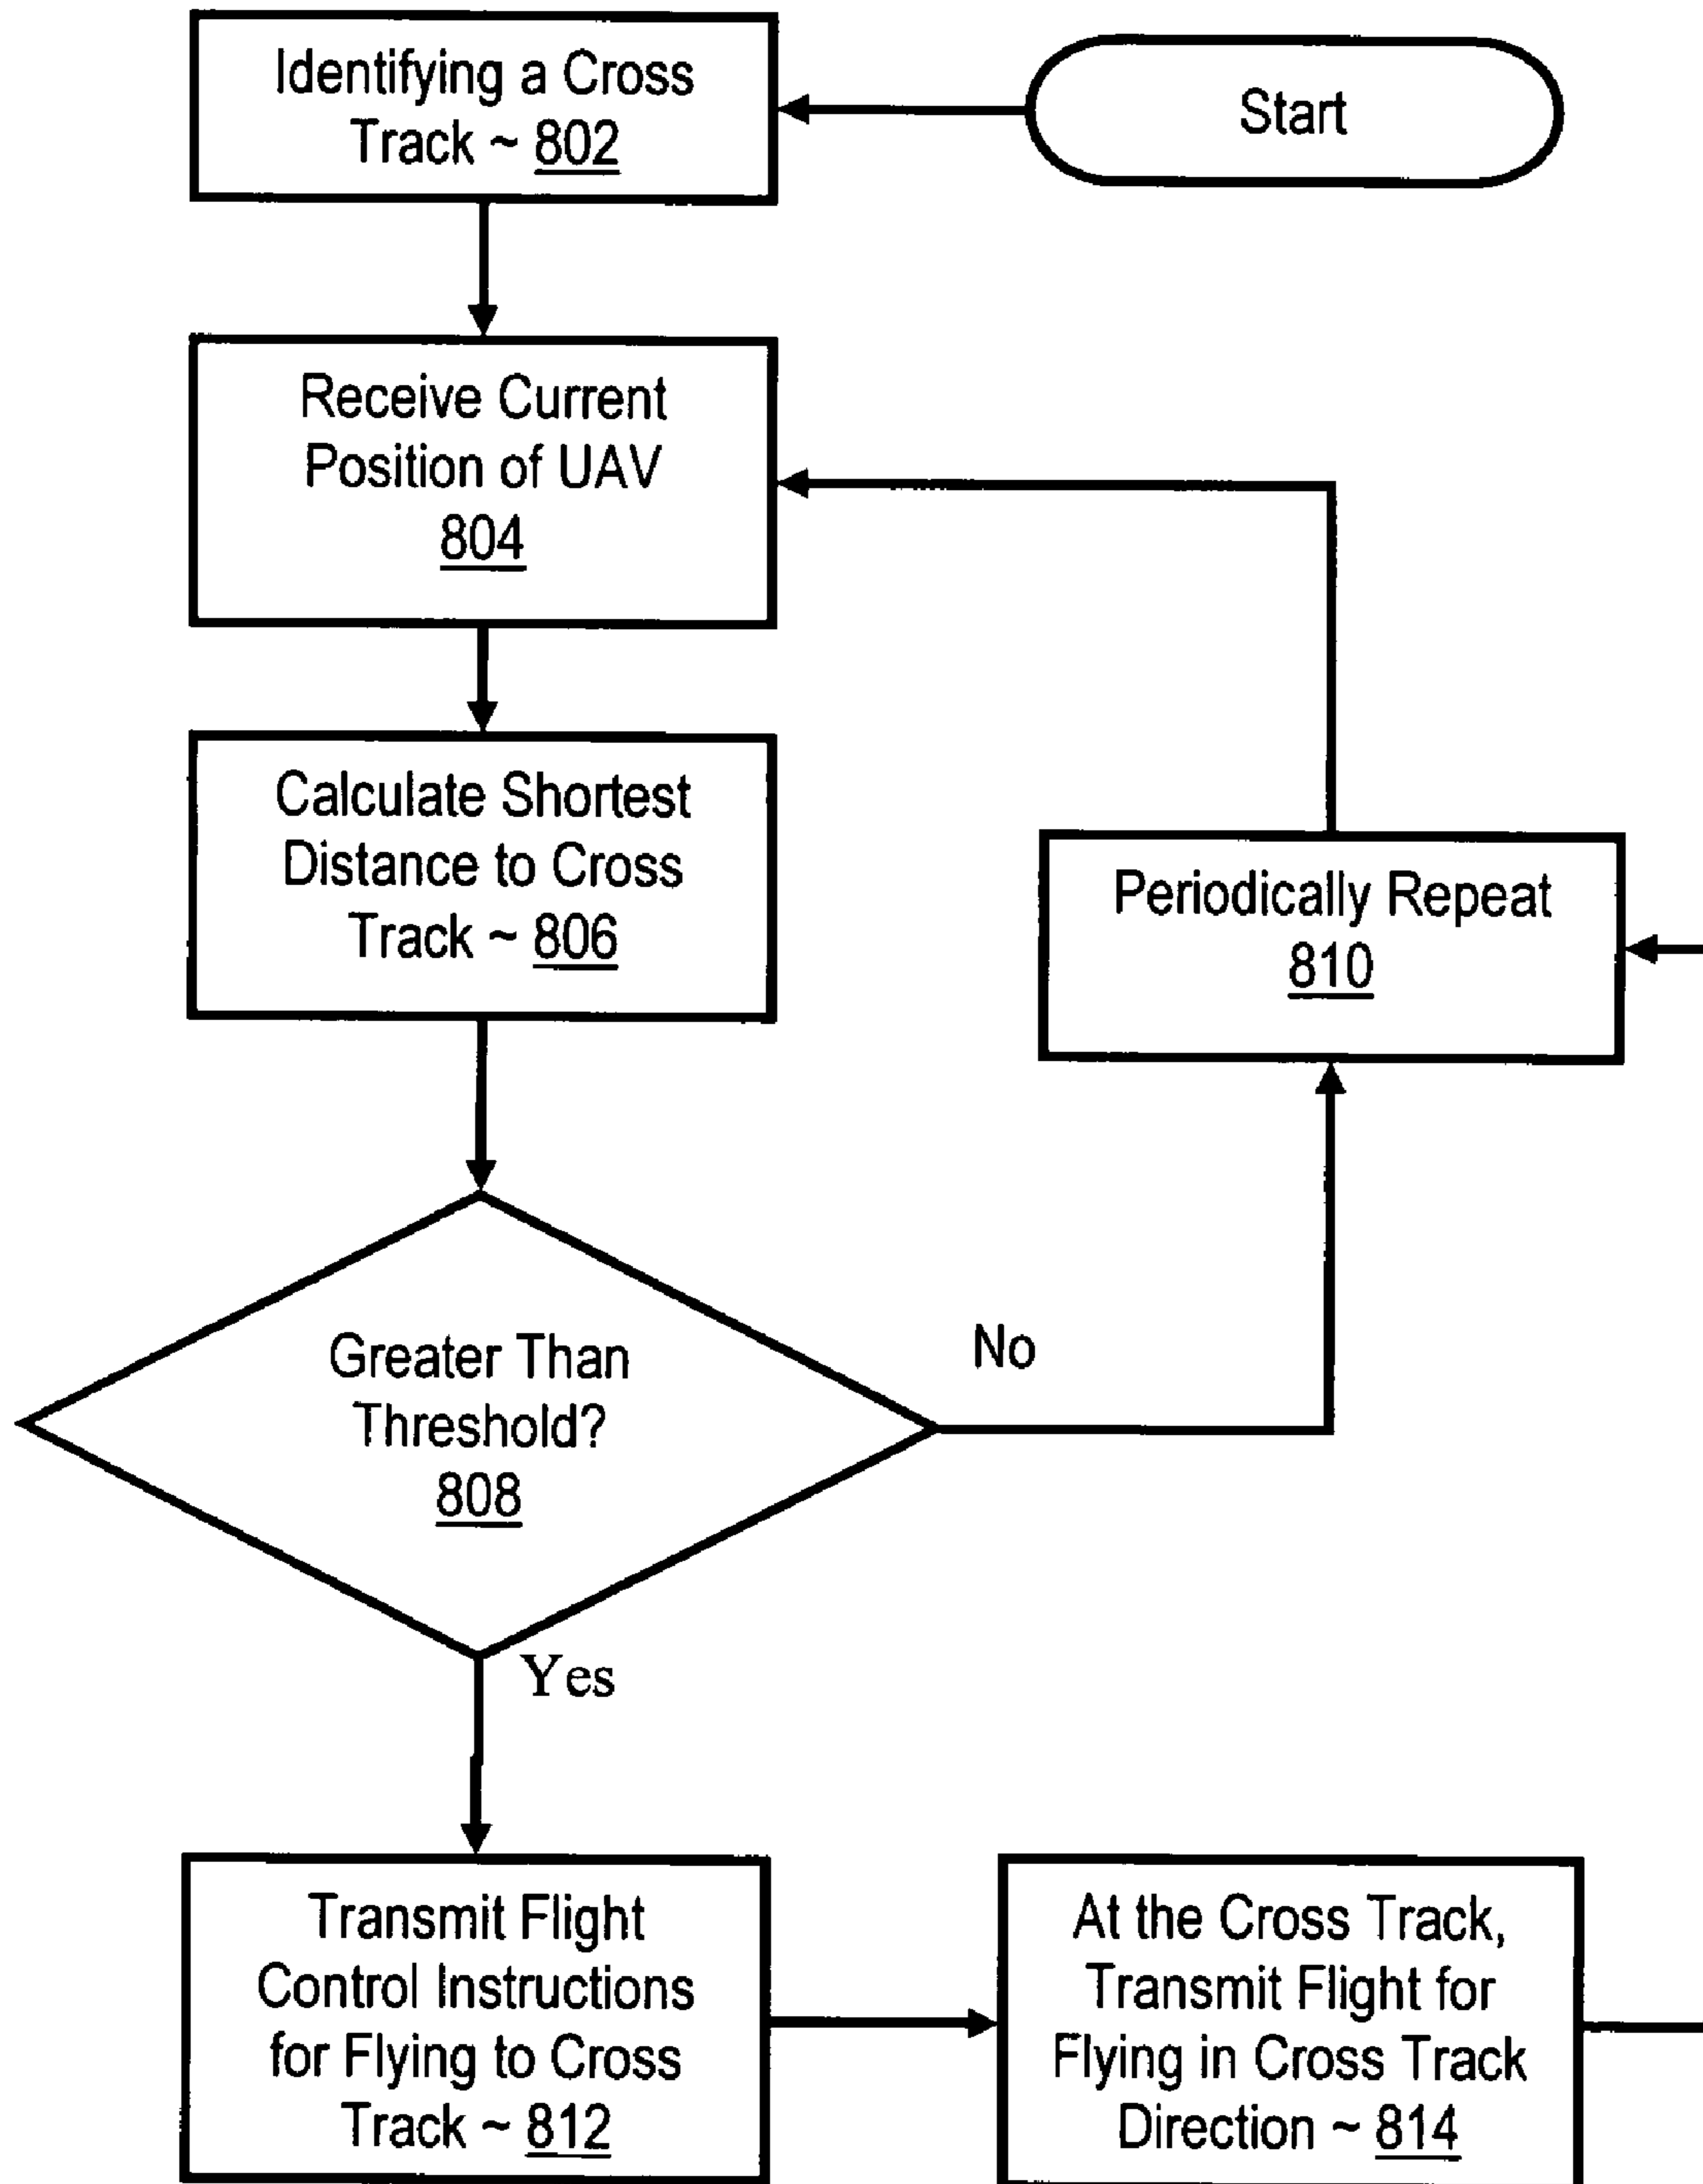 Start
Identifying a Cross
Track ~ 802
Receive Current
Position of UAV
804
Calculate Shortest
Distance to Cross
Track ~ 806
Periodically Repeat
810
Greater Than
Threshold?
808
No
Yes
Transmit Flight
Control Instructions
for Flying to Cross
Track ~ 812
At the Cross Track,
Transmit Flight for
Flying in Cross Track
Direction ~ 814